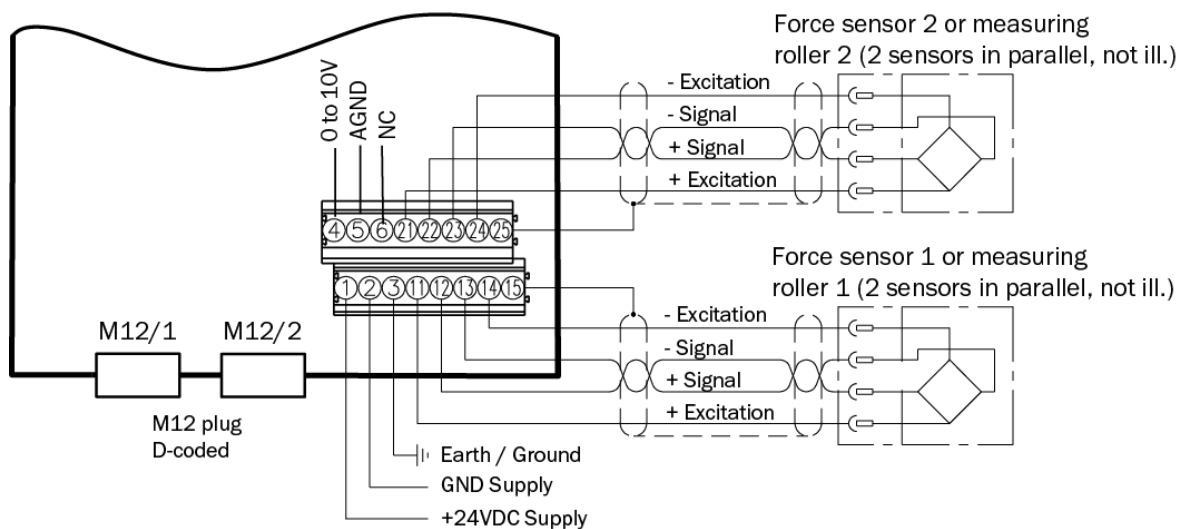 Force sensor 2 or measuring
roller 2 (2 sensors in parallel, not ill.)
- Excitation
- Signal
+ Signal
+ Excitation
0 to 10V
AGND
NC
4 5 6 21 22 23 24 25
1 2 3 11 12 13 14 15
Force sensor 1 or measuring
roller 1 (2 sensors in parallel, not ill.)
- Excitation
- Signal
+ Signal
+ Excitation
M12/1
M12/2
M12 plug
D-coded
Earth / Ground
GND Supply
+24VDC Supply